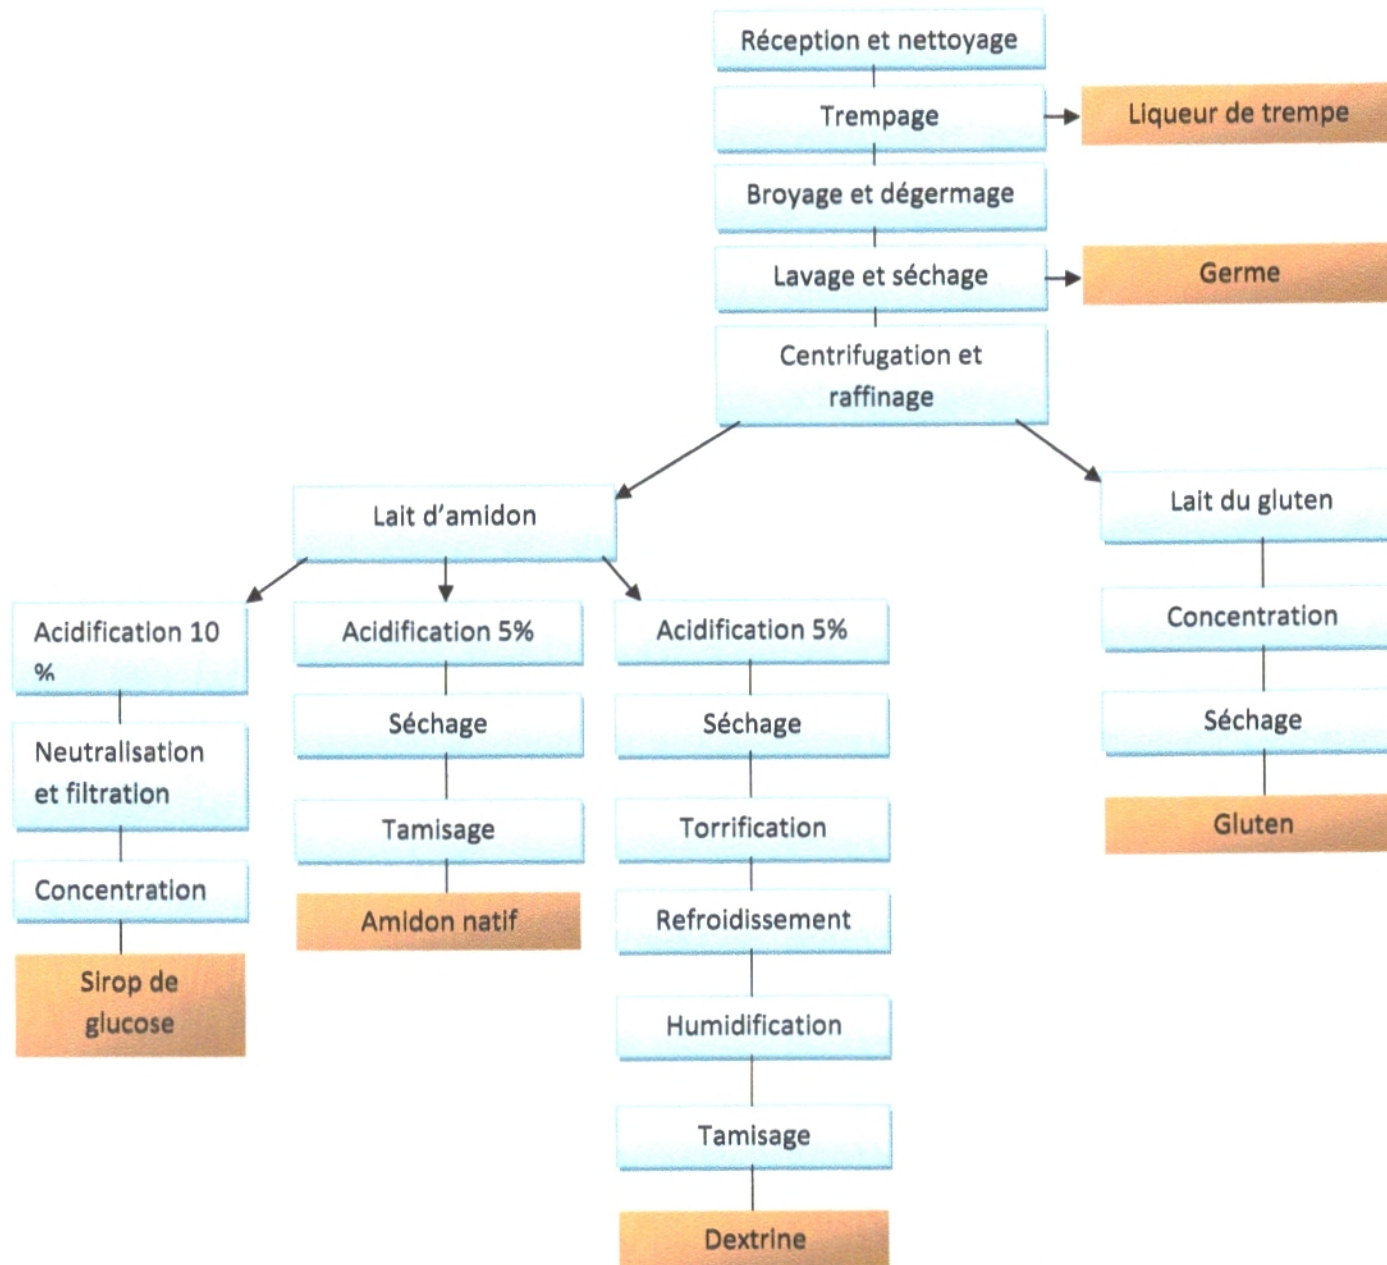 Réception et nettoyage
Trempage
Liqueur de trempe
Broyage et dégermage
Lavage et séchage
Germe
Centrifugation et
raffinage
Lait d'amidon
Lait du gluten
Acidification 10
%
Neutralisation
et filtration
Concentration
Sirop de
glucose
Acidification 5%
Séchage
Tamisage
Amidon natif
Acidification 5%
Séchage
Torrification
Refroidissement
Humidification
Tamisage
Dextrine
Concentration
Séchage
Gluten